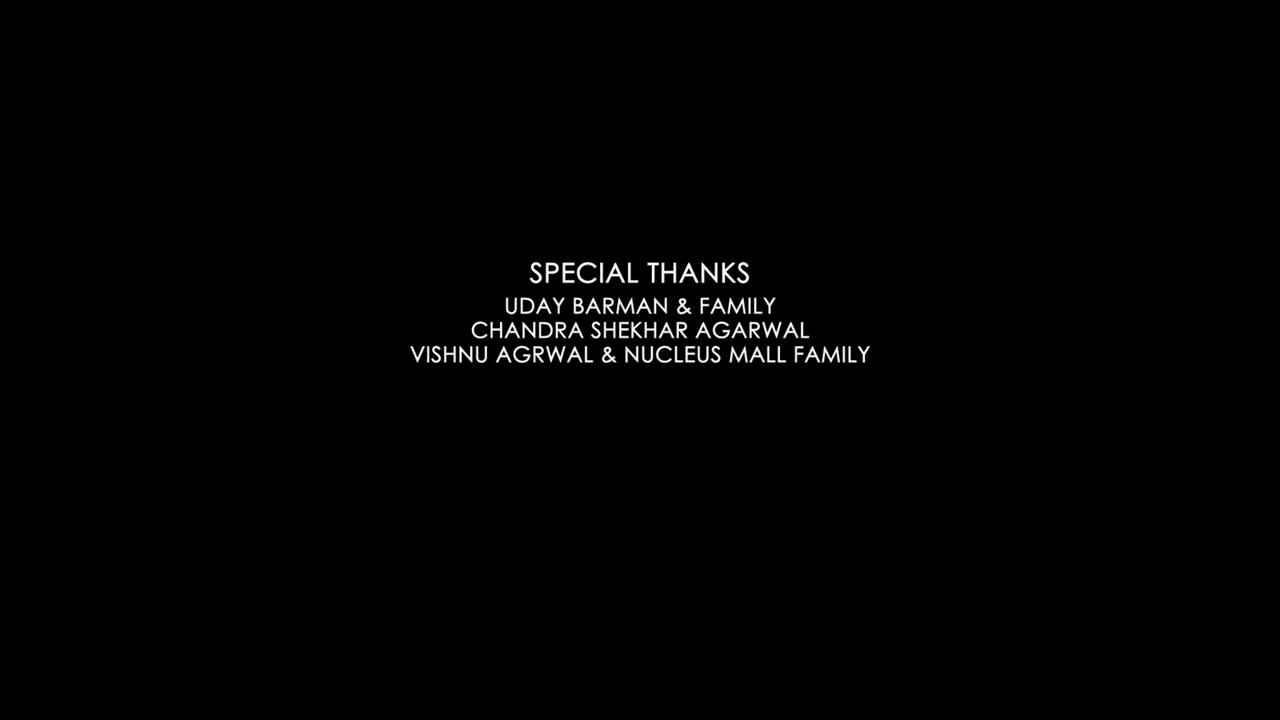 SPECIAL THANKS
UDAY BARMAN & FAMILY
CHANDRA SHEKHAR AGARWAL
VISHNU AGRWAL & NUCLEUS MALL FAMILY